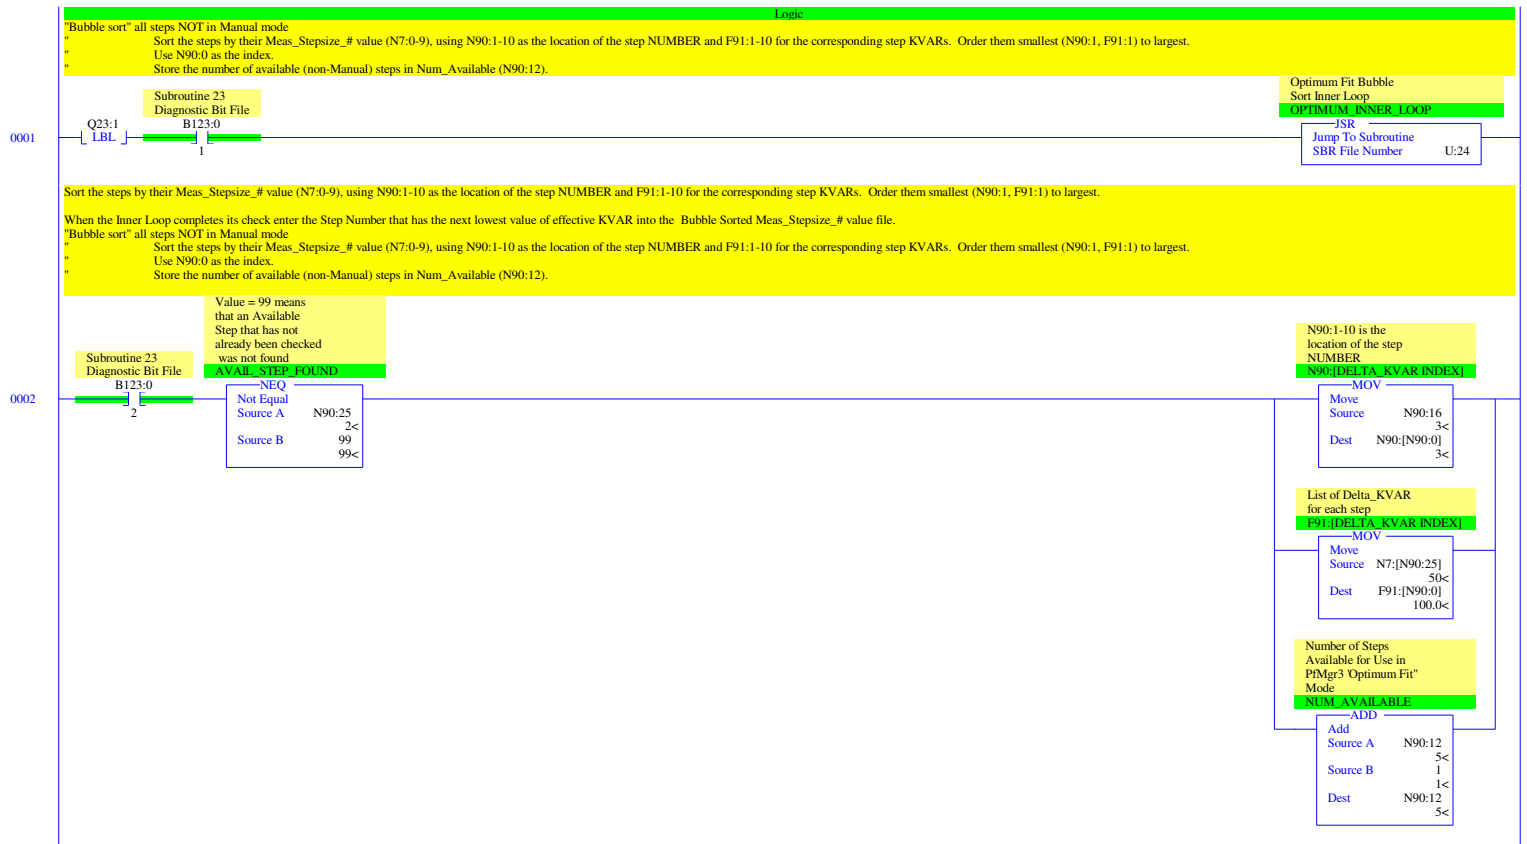 Logic
"Bubble sort" all steps NOT in Manual mode
" Sort the steps by their Meas_Stepsize_# value (N7:0-9), using N90:1-10 as the location of the step NUMBER and F91:1-10 for the corresponding step KVARs. Order them smallest (N90:1, F91:1) to largest.
" Use N90:0 as the index.
" Store the number of available (non-Manual) steps in Num_Available (N90:12).
Optimum Fit Bubble
Sort Inner Loop
OPTIMUM_INNER_LOOP
Subroutine 23
Diagnostic Bit File
Q23:1
B123:0
0001
LBL
1
JSR
Jump To Subroutine
SBR File Number U:24
Sort the steps by their Meas_Stepsize_# value (N7:0-9), using N90:1-10 as the location of the step NUMBER and F91:1-10 for the corresponding step KVARs. Order them smallest (N90:1, F91:1) to largest.
When the Inner Loop completes its check enter the Step Number that has the next lowest value of effective KVAR into the Bubble Sorted Meas_Stepsize_# value file.
"Bubble sort" all steps NOT in Manual mode
" Sort the steps by their Meas_Stepsize_# value (N7:0-9), using N90:1-10 as the location of the step NUMBER and F91:1-10 for the corresponding step KVARs. Order them smallest (N90:1, F91:1) to largest.
" Use N90:0 as the index.
" Store the number of available (non-Manual) steps in Num_Available (N90:12).
Value = 99 means
that an Available
Step that has not
already been checked
was not found
AVAIL_STEP_FOUND
Subroutine 23
Diagnostic Bit File
B123:0
0002
2
NEQ
Not Equal
Source A N90:25
2<
Source B 99
99<
N90:1-10 is the
location of the step
NUMBER
N90:[DELTA_KVAR INDEX]
MOV
Move
Source N90:16
3<
Dest N90:[N90:0]
3<
List of Delta_KVAR
for each step
F91:[DELTA_KVAR INDEX]
MOV
Move
Source N7:[N90:25]
50<
Dest F91:[N90:0]
100.0<
Number of Steps
Available for Use in
PfMgr3 'Optimum Fit"
Mode
NUM_AVAILABLE
ADD
Add
Source A N90:12
5<
Source B 1
1<
Dest N90:12
5<